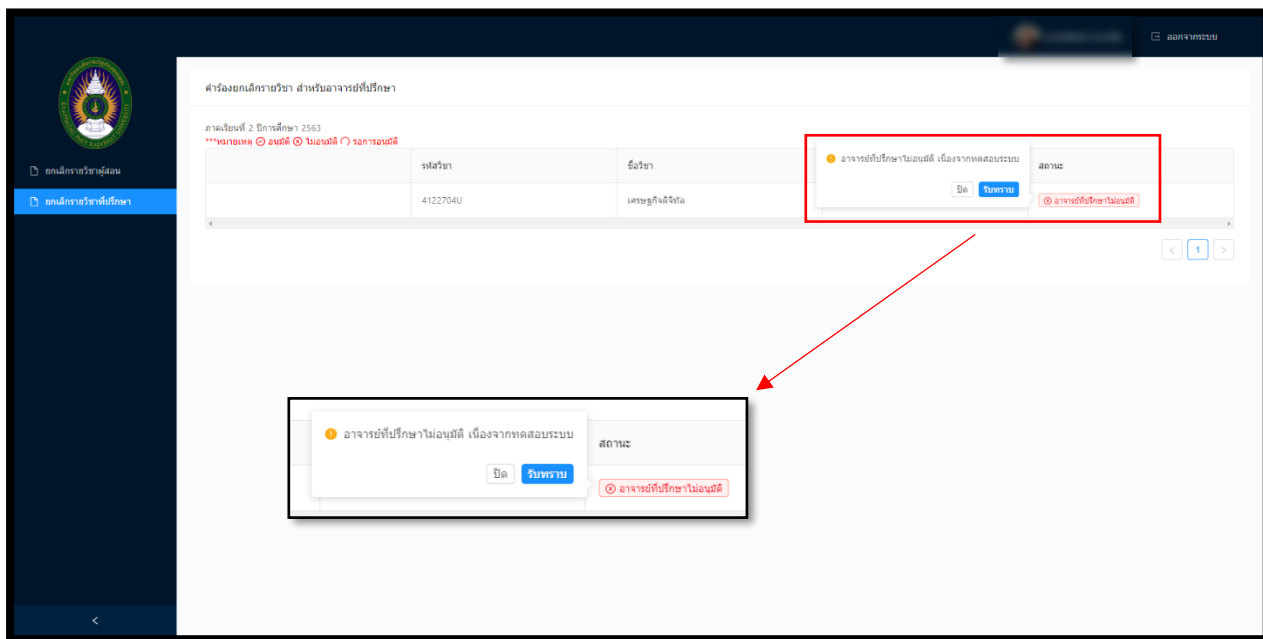 ออกจากระบบ
คำร้องยกเลิกรายวิชา สำหรับอาจารย์ที่ปรึกษา
ภาคเรียนที่ 2 ปีการศึกษา 2563
***หมายเหตุ อนุมัติ ไม่อนุมัติ รอการอนุมัติ
ยกเลิกรายวิชาผู้สอน
ยกเลิกรายวิชาที่ปรึกษา
รหัสวิชา ชื่อวิชา สถานะ
4122704U เศรษฐกิจดิจิทัล อาจารย์ที่ปรึกษาไม่อนุมัติ
อาจารย์ที่ปรึกษาไม่อนุมัติ เนื่องจากทดสอบระบบ
ปิด รับทราบ
< 1 >
อาจารย์ที่ปรึกษาไม่อนุมัติ เนื่องจากทดสอบระบบ
สถานะ
ปิด รับทราบ
อาจารย์ที่ปรึกษาไม่อนุมัติ